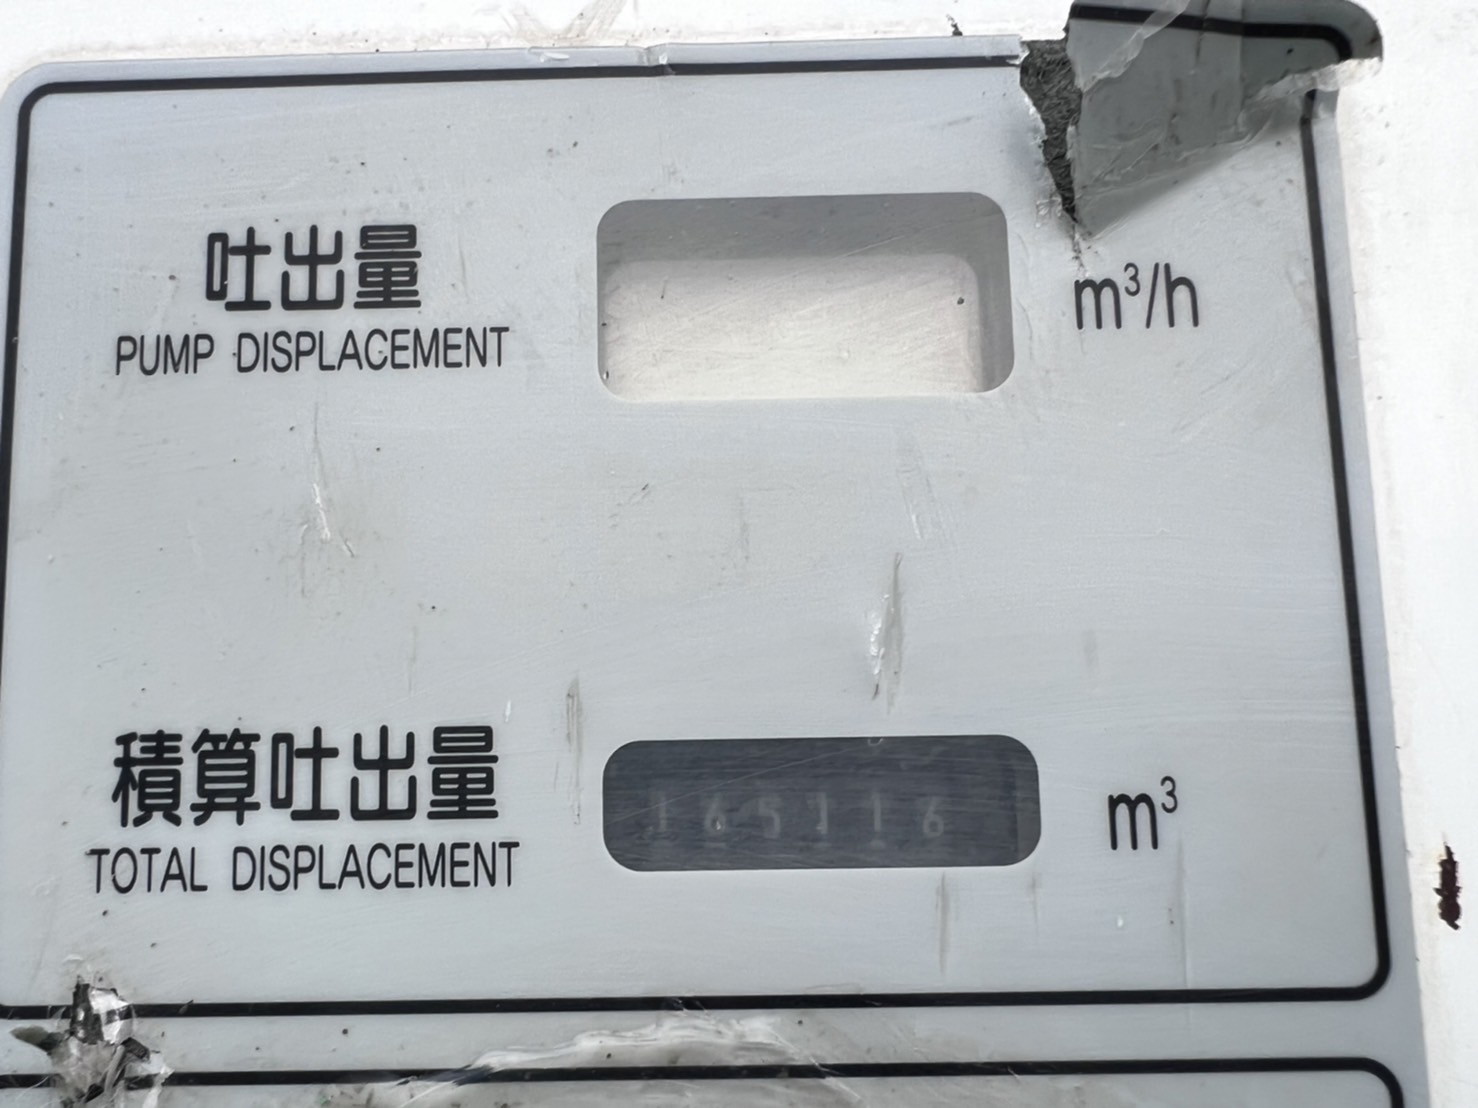 吐出量
PUMP DISPLACEMENT
m³/h
積算吐出量
TOTAL DISPLACEMENT
m³